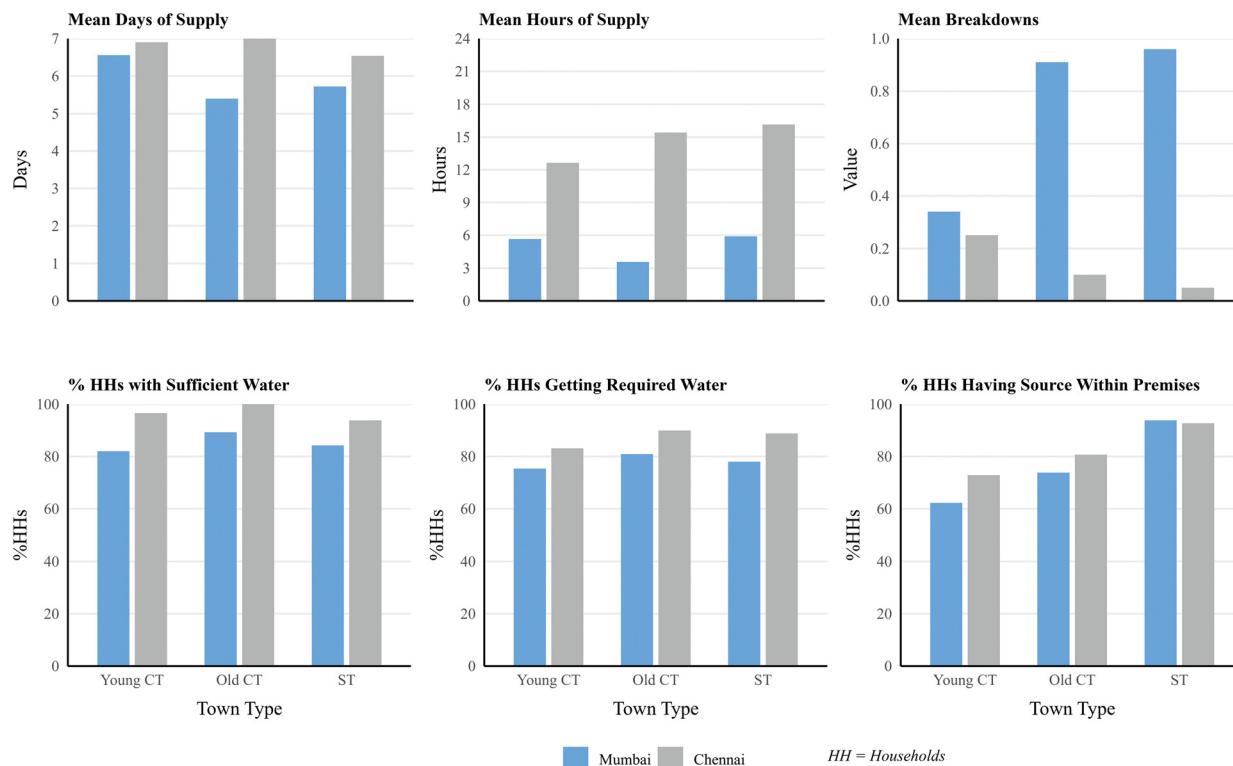 Mean Days of Supply
7
6
5
4
3
2
1
0
Days
Mean Hours of Supply
24
21
18
15
12
9
6
3
0
Hours
Mean Breakdowns
1.0
0.8
0.6
0.4
0.2
0.0
Value
% HHs with Sufficient Water
100
80
60
40
20
0
%HHs
Young CT Old CT ST
Town Type
% HHs Getting Required Water
100
80
60
40
20
0
%HHs
Young CT Old CT ST
Town Type
% HHs Having Source Within Premises
100
80
60
40
20
0
%HHs
Young CT Old CT ST
Town Type
Mumbai Chennai
HH = Households